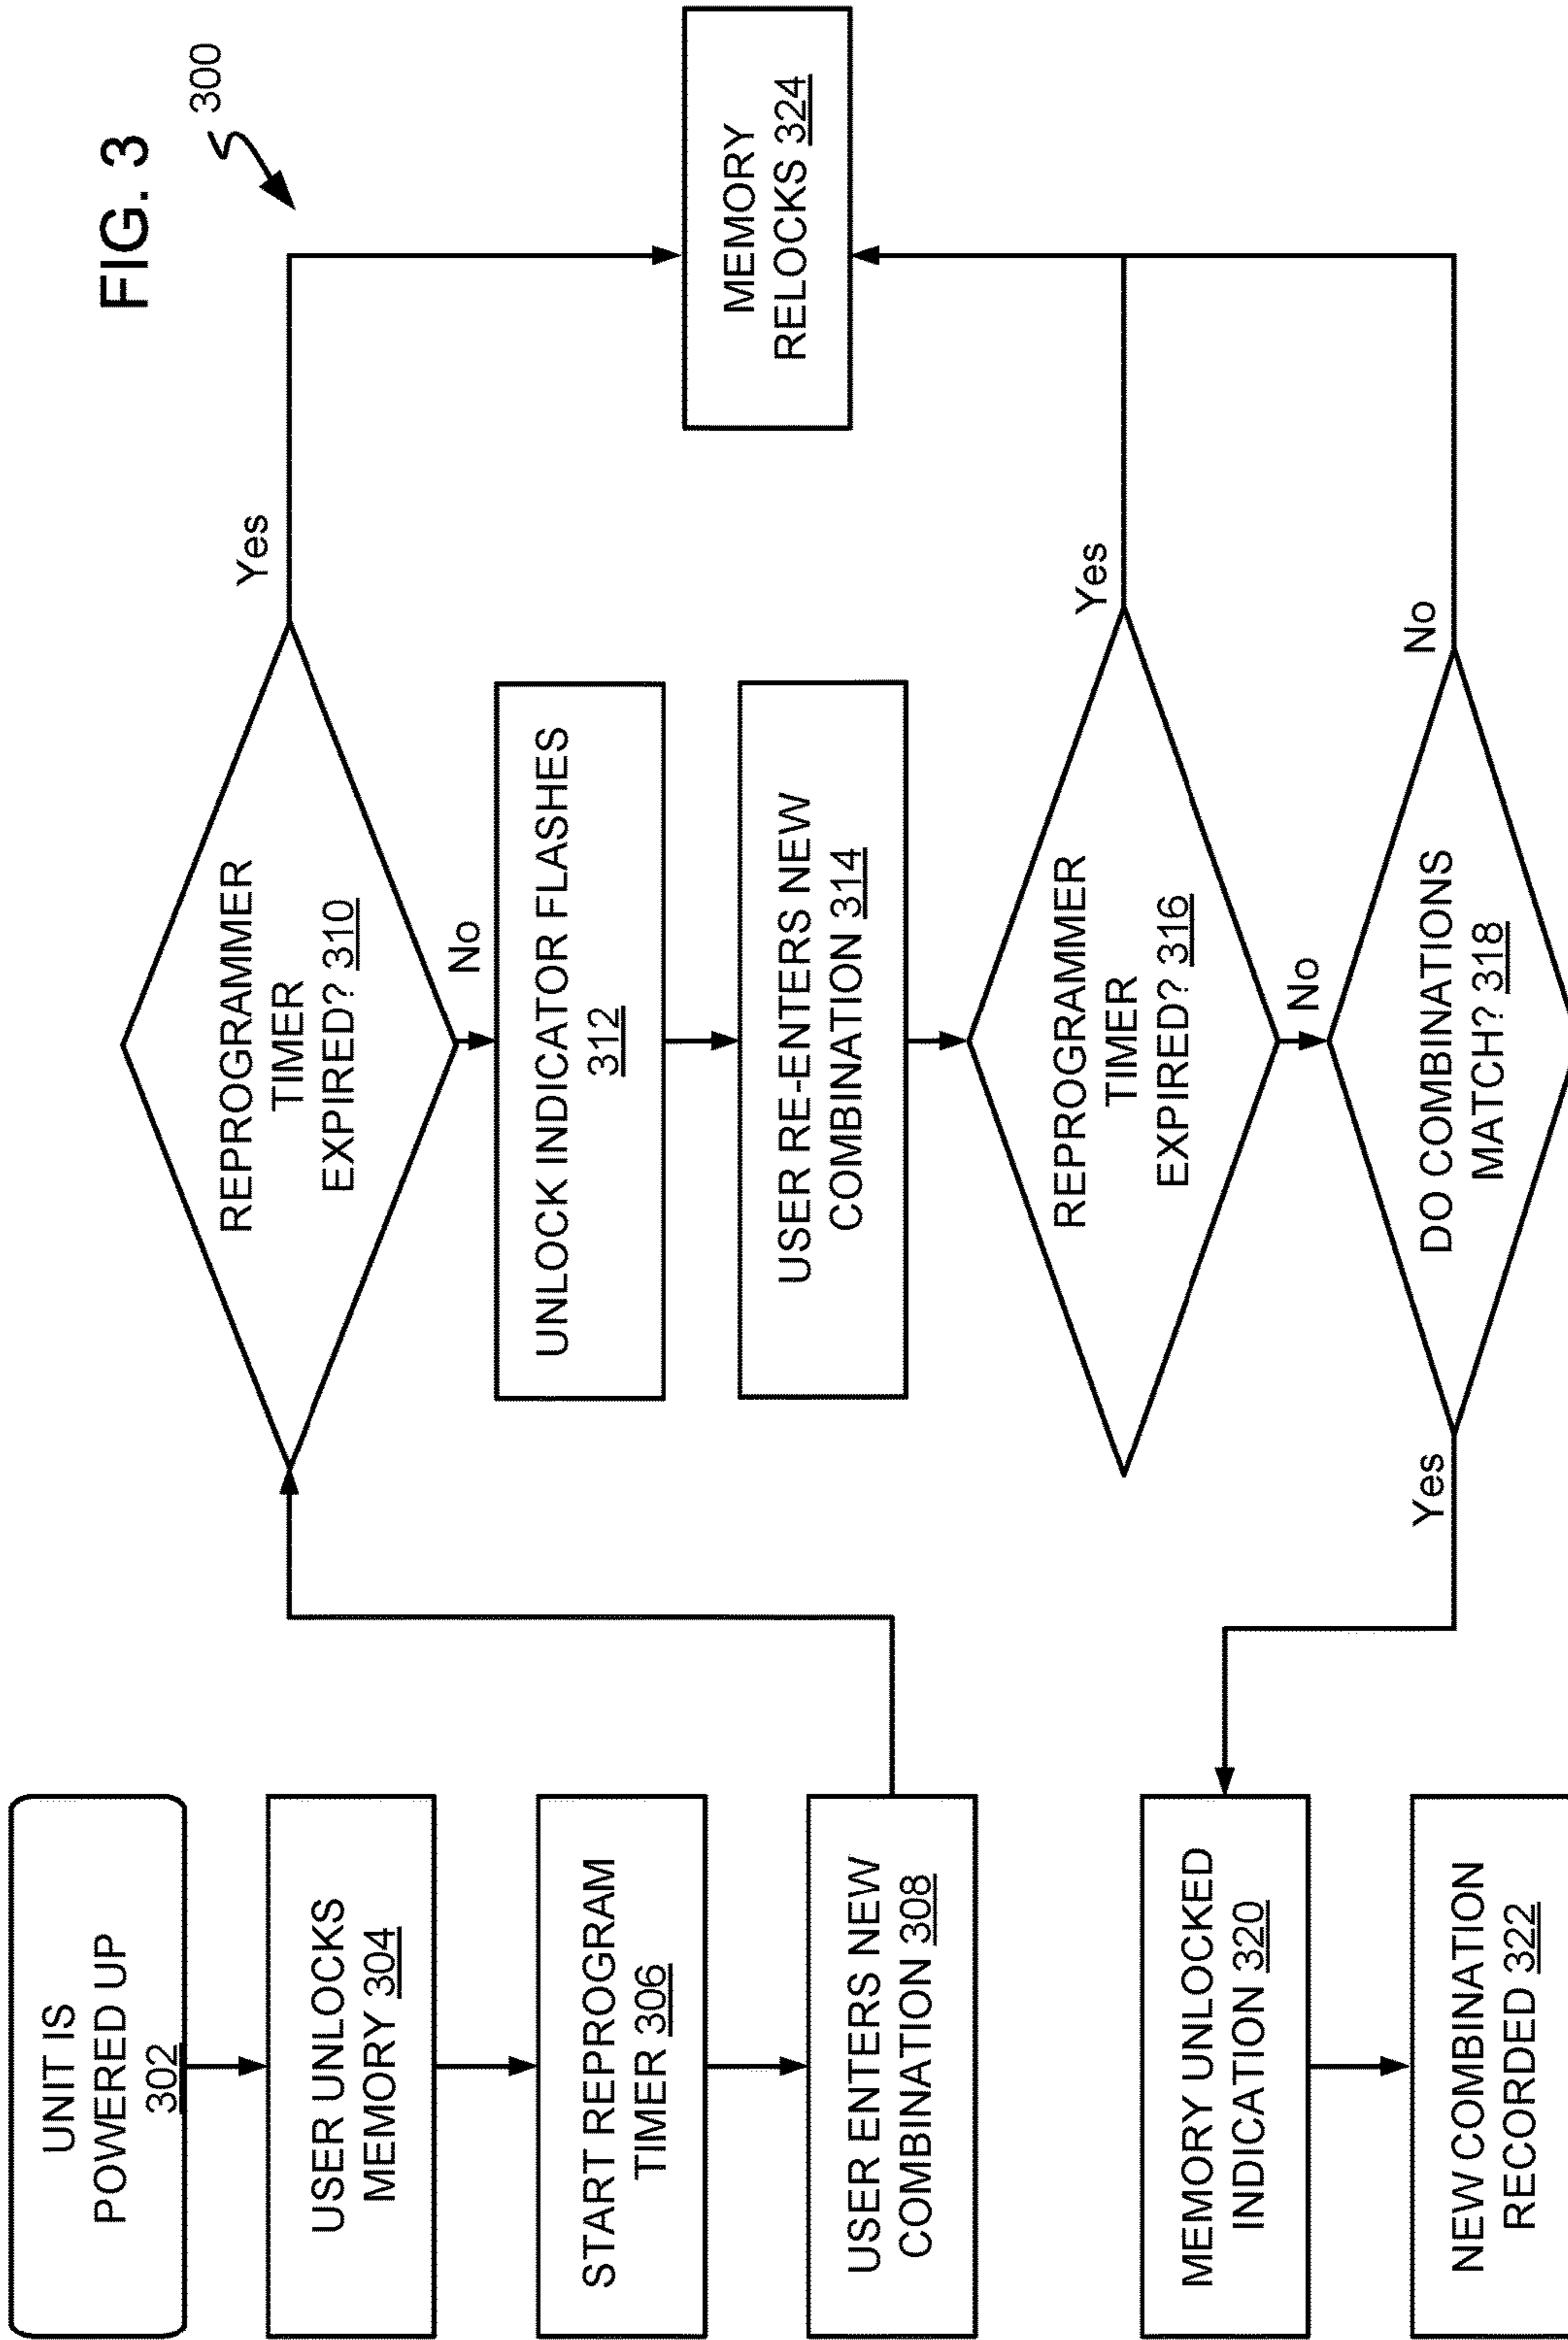 FIG. 3
300
UNIT IS
POWERED UP
302
USER UNLOCKS
MEMORY 304
START REPROGRAM
TIMER 306
USER ENTERS NEW
COMBINATION 308
REPROGRAMMER
TIMER
EXPIRED? 310
Yes
No
UNLOCK INDICATOR FLASHES
312
USER RE-ENTERS NEW
COMBINATION 314
REPROGRAMMER
TIMER
EXPIRED? 316
Yes
No
DO COMBINATIONS
MATCH? 318
Yes
No
MEMORY UNLOCKED
INDICATION 320
NEW COMBINATION
RECORDED 322
MEMORY
RELOCKS 324